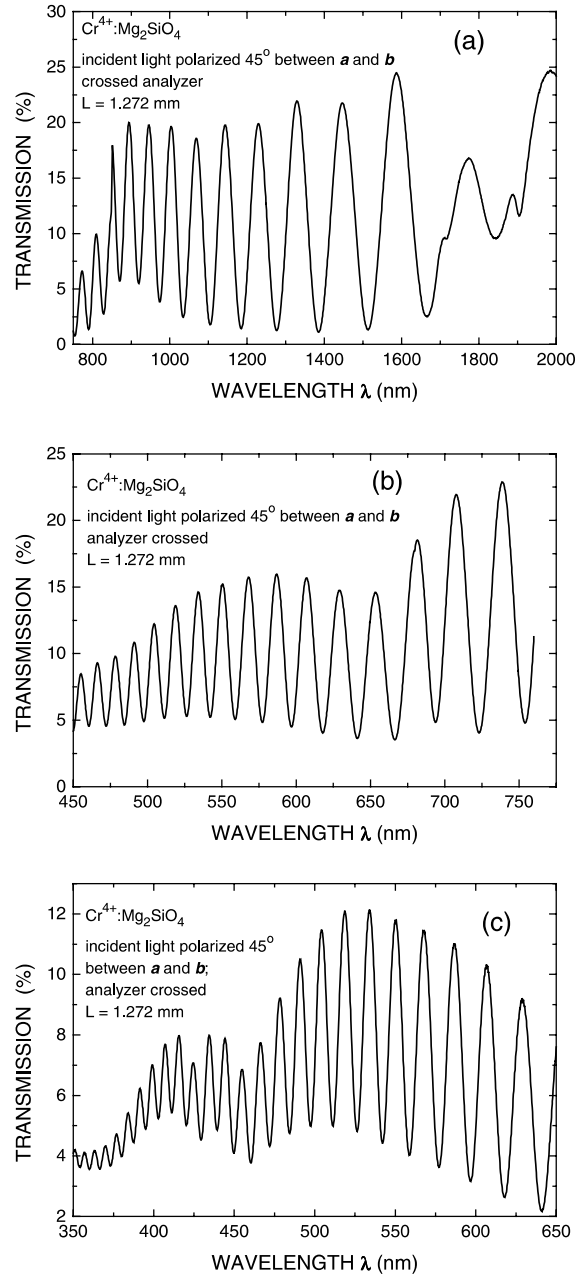 Cr⁴⁺:Mg₂SiO₄
(a)
incident light polarized 45° between a and b
crossed analyzer
L = 1.272 mm
TRANSMISSION (%)
30
25
20
15
10
5
0
800 1000 1200 1400 1600 1800 2000
WAVELENGTH λ (nm)
(b)
Cr⁴⁺:Mg₂SiO₄
incident light polarized 45° between a and b
analyzer crossed
L = 1.272 mm
TRANSMISSION (%)
25
20
15
10
5
0
450 500 550 600 650 700 750
WAVELENGTH λ (nm)
Cr⁴⁺:Mg₂SiO₄
(c)
incident light polarized 45°
between a and b;
analyzer crossed
L = 1.272 mm
TRANSMISSION (%)
12
10
8
6
4
2
350 400 450 500 550 600 650
WAVELENGTH λ (nm)